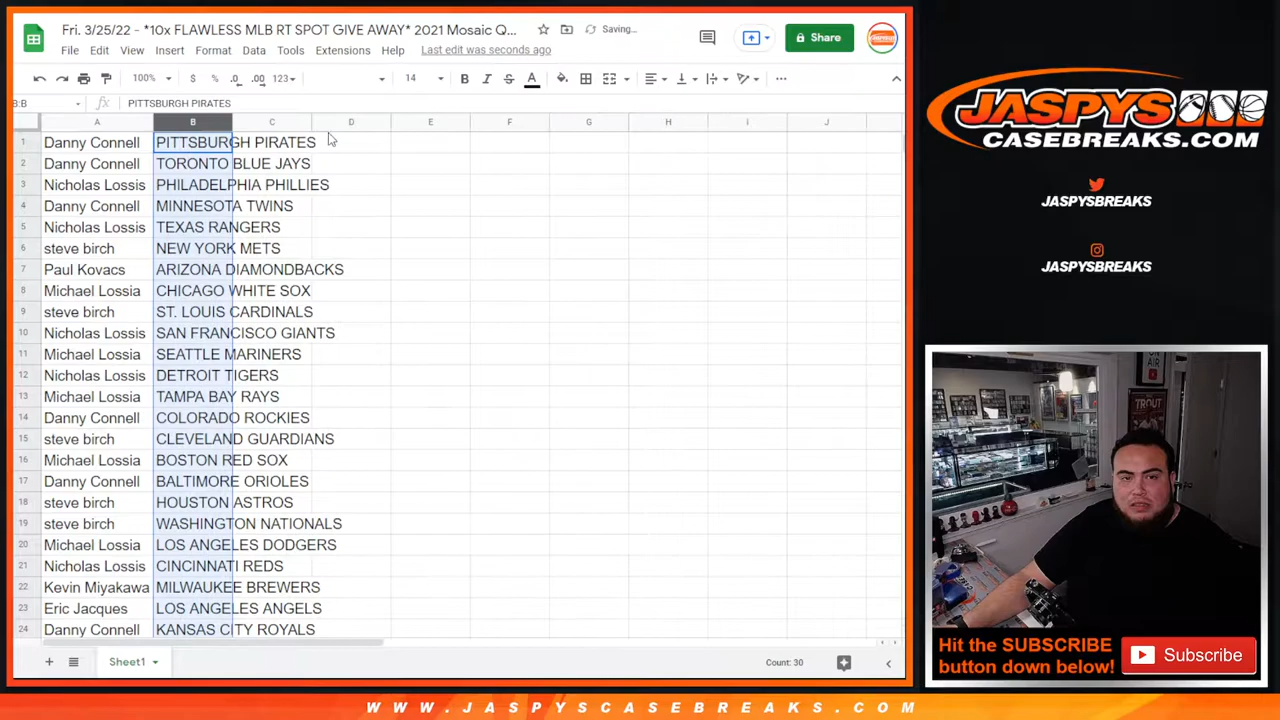 Fri. 3/25/22 - *10x FLAWLESS MLB RT SPOT GIVE AWAY* 2021 Mosaic Q...
Saving...
File Edit View Insert Format Data Tools Extensions Help Last edit was seconds ago
Share
100% $ % .0 .00 123 14 B I S A
B:B fx PITTSBURGH PIRATES
A B C D E F G H I J
1 Danny Connell PITTSBURGH PIRATES
2 Danny Connell TORONTO BLUE JAYS
3 Nicholas Lossis PHILADELPHIA PHILLIES
4 Danny Connell MINNESOTA TWINS
5 Nicholas Lossis TEXAS RANGERS
6 steve birch NEW YORK METS
7 Paul Kovacs ARIZONA DIAMONDBACKS
8 Michael Lossia CHICAGO WHITE SOX
9 steve birch ST. LOUIS CARDINALS
10 Nicholas Lossis SAN FRANCISCO GIANTS
11 Michael Lossia SEATTLE MARINERS
12 Nicholas Lossis DETROIT TIGERS
13 Michael Lossia TAMPA BAY RAYS
14 Danny Connell COLORADO ROCKIES
15 steve birch CLEVELAND GUARDIANS
16 Michael Lossia BOSTON RED SOX
17 Danny Connell BALTIMORE ORIOLES
18 steve birch HOUSTON ASTROS
19 steve birch WASHINGTON NATIONALS
20 Michael Lossia LOS ANGELES DODGERS
21 Nicholas Lossis CINCINNATI REDS
22 Kevin Miyakawa MILWAUKEE BREWERS
23 Eric Jacques LOS ANGELES ANGELS
24 Danny Connell KANSAS CITY ROYALS
Sheet1
Count: 30
JASPYS
CASEBREAKS.COM
JASPYSBREAKS
JASPYSBREAKS
ON AIR
TROUT
Hit the SUBSCRIBE
button down below!
Subscribe
WWW.JASPYSCASEBREAKS.COM